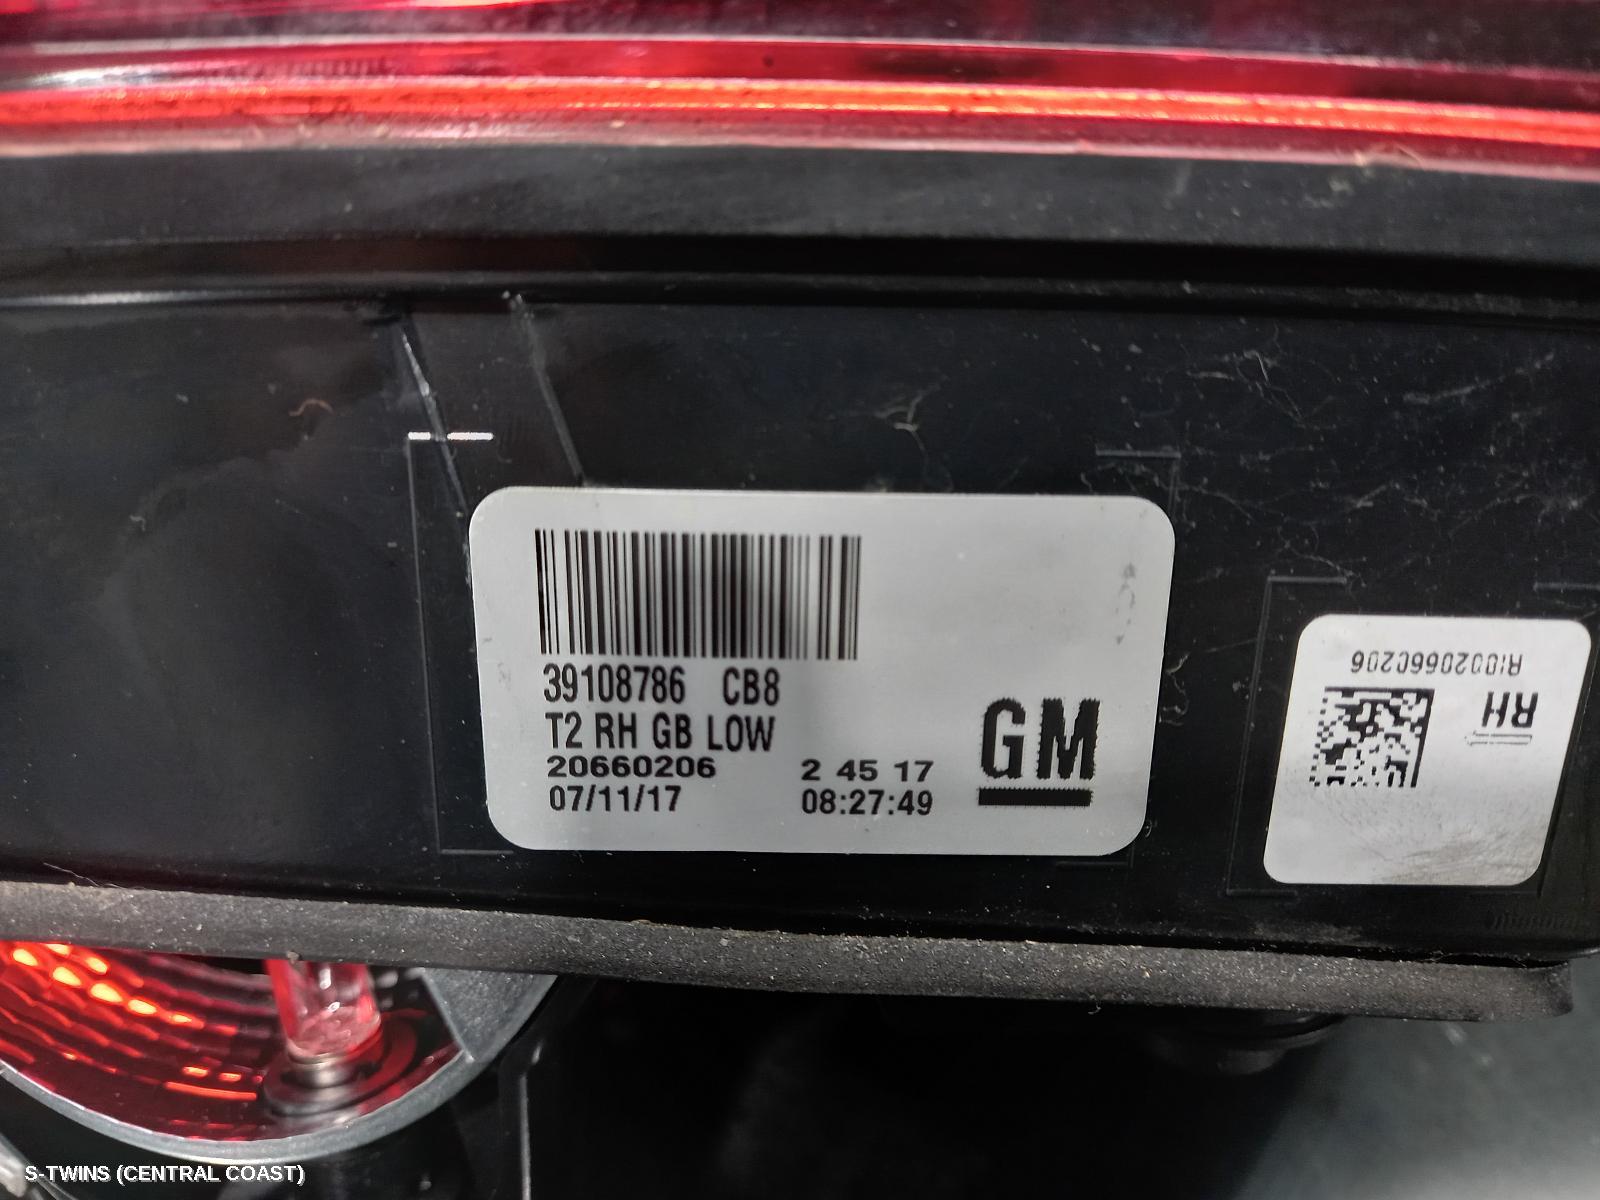 39108786 CB8
T2 RH GB LOW
20660206 2 45 17
07/11/17 08:27:49
GM
RI0020660206
RH
S-TWINS (CENTRAL COAST)